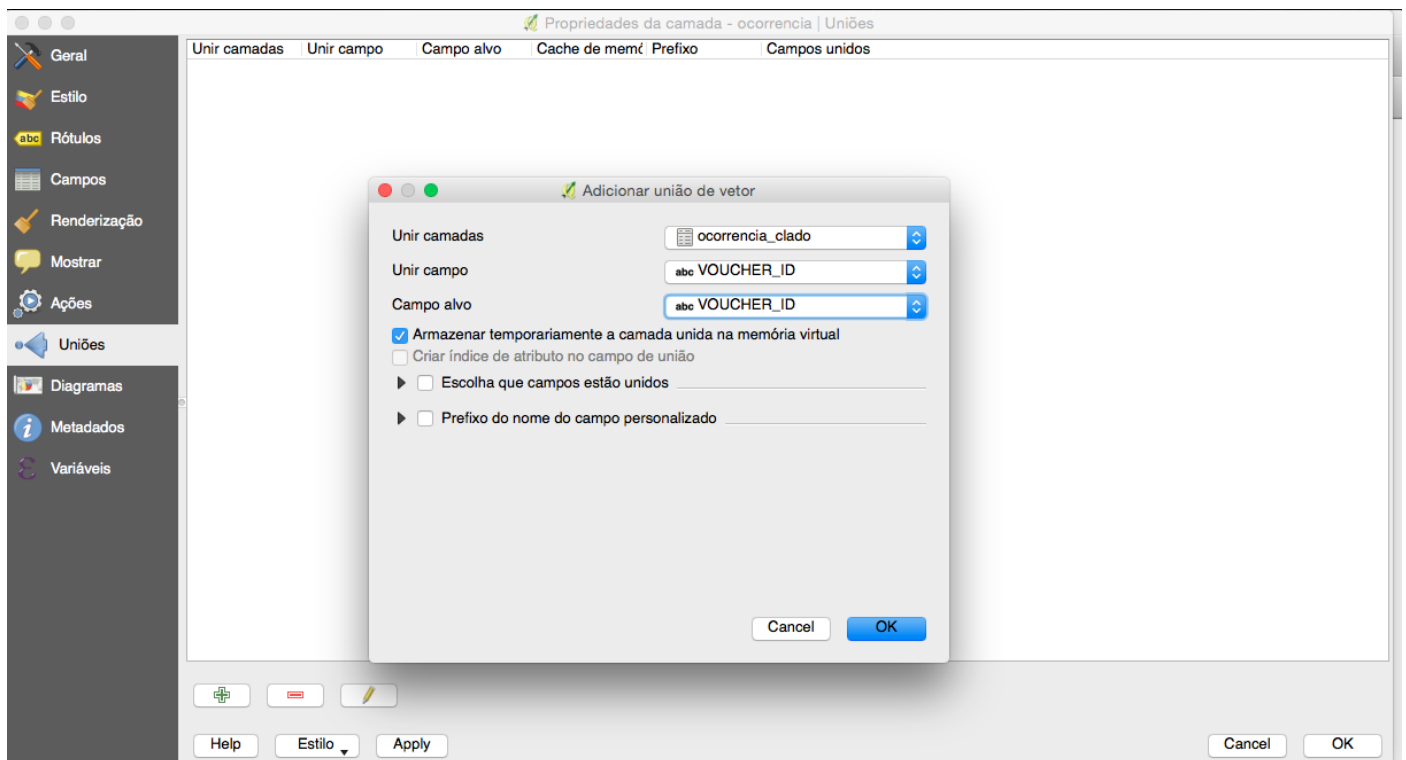 Propriedades da camada - ocorrencia | Uniões
Geral
Estilo
abc Rótulos
Campos
Renderização
Mostrar
Ações
Uniões
Diagramas
Metadados
Variáveis
Unir camadas Unir campo Campo alvo Cache de memó Prefixo Campos unidos
Adicionar união de vetor
Unir camadas ocorrencia_clado
Unir campo abc VOUCHER_ID
Campo alvo abc VOUCHER_ID
Armazenar temporariamente a camada unida na memória virtual
Criar índice de atributo no campo de união
Escolha que campos estão unidos
Prefixo do nome do campo personalizado
Cancel OK
Help Estilo Apply Cancel OK